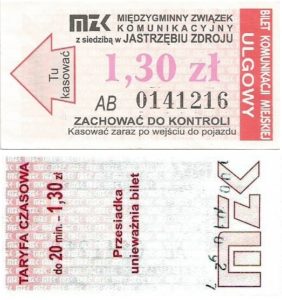 MZK MIĘDZYGMINNY ZWIĄZEK
KOMUNIKACYJNY
z siedzibą w JASTRZĘBIU ZDROJU
Tu
kasować
1,30 zł
AB 0141216
ZACHOWAĆ DO KONTROLI
Kasować zaraz po wejściu do pojazdu
BILET KOMUNIKACJI MIEJSKIEJ
ULGOWY
TARYFA CZASOWA
do 20 min. – 1,30 zł
Przesiadka
unieważnia bilet